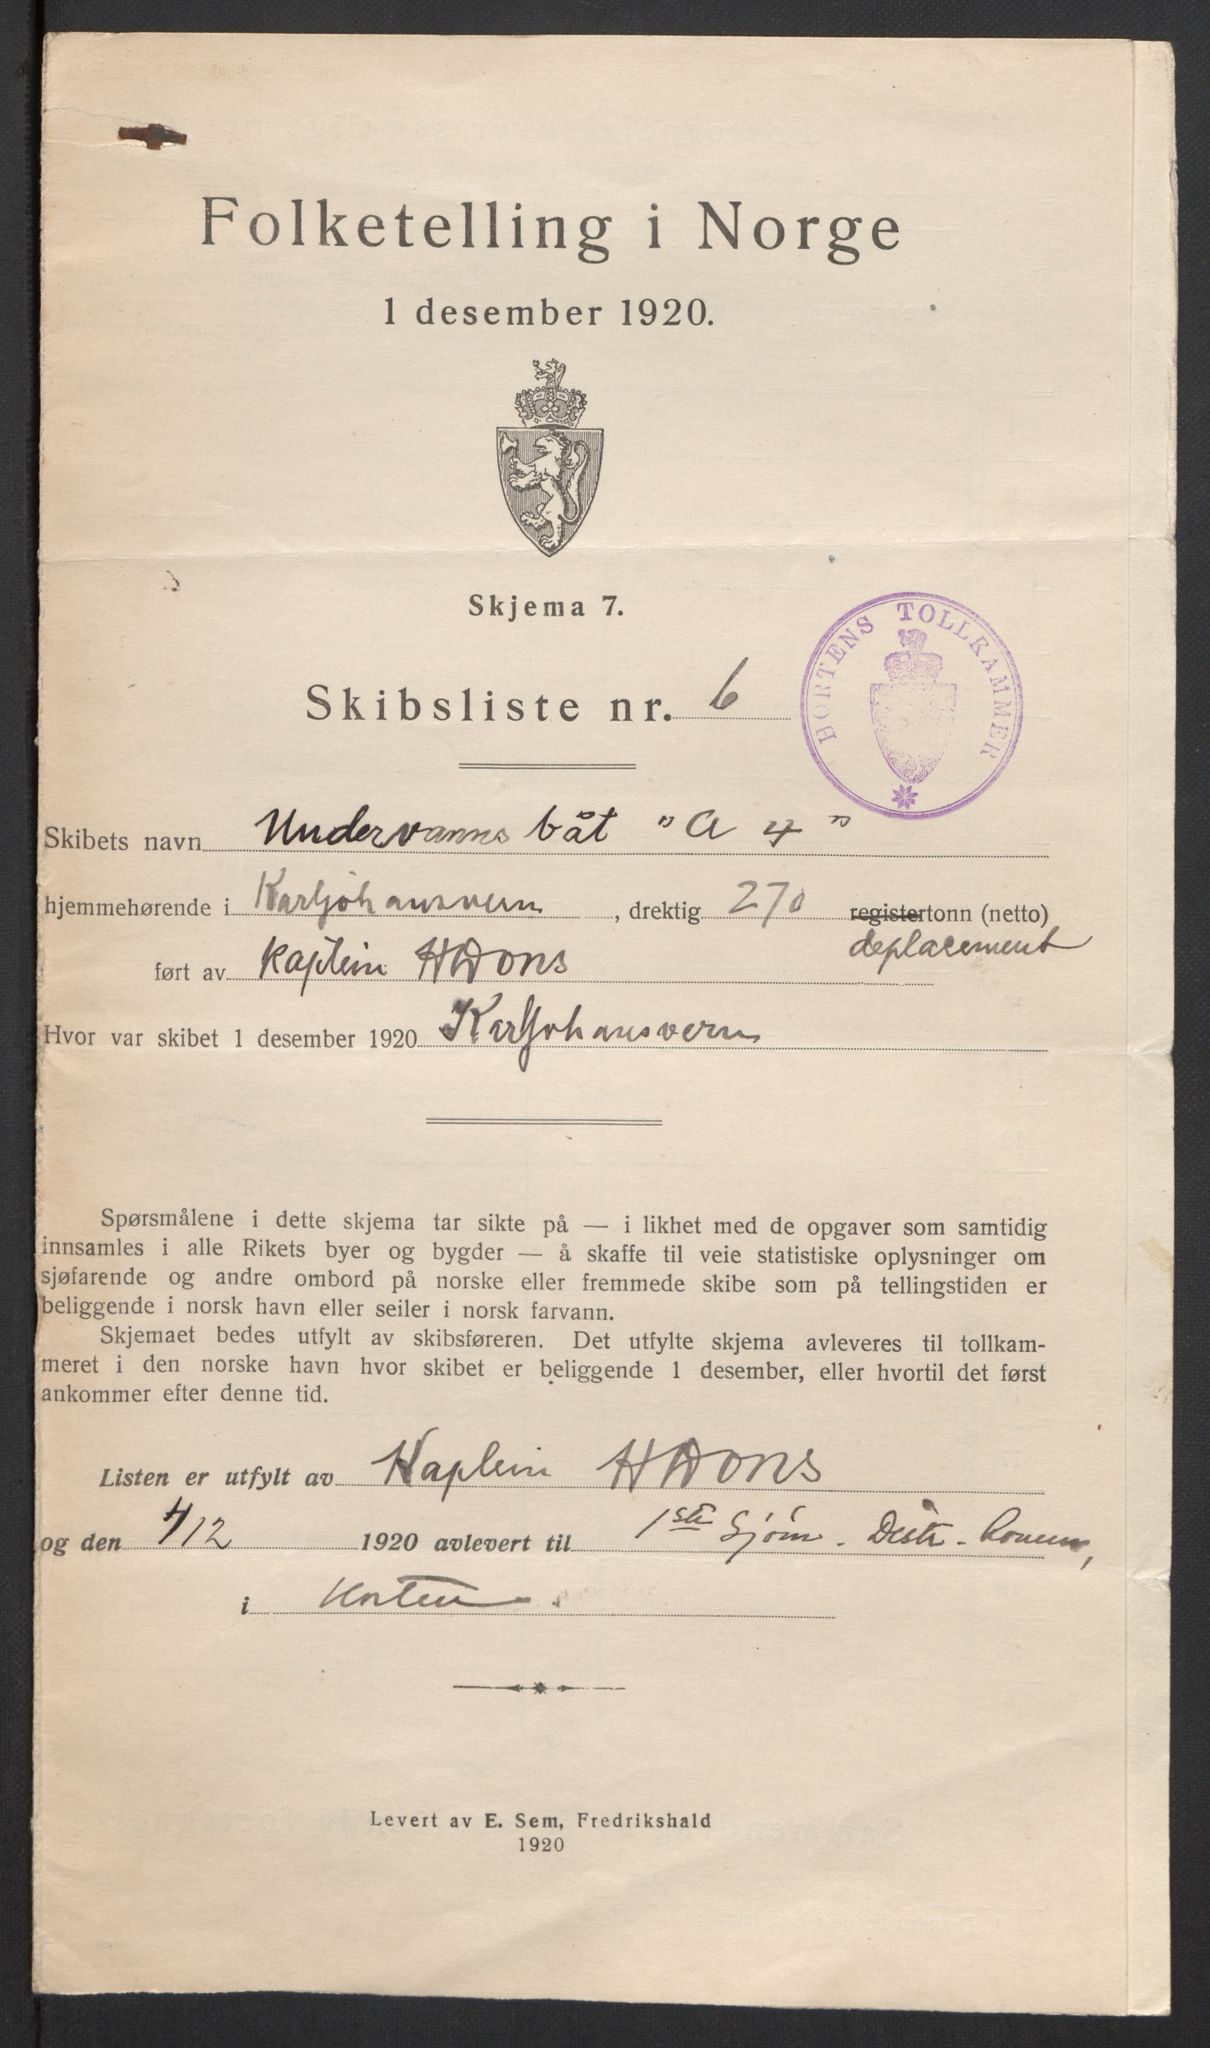 Folketelling i Norge
1 desember 1920.
Skjema 7.
HORTENS TOLLKAMMER
Skibsliste nr. 6
Skibets navn Undervannsbåt "A 4"
hjemmehørende i Karljohansvern, drektig 270 registertonn (netto)
deplacement
ført av Kaptein HDons
Hvor var skibet 1 desember 1920 Karljohansvern
Spørsmålene i dette skjema tar sikte på — i likhet med de opgaver som samtidig
innsamles i alle Rikets byer og bygder — å skaffe til veie statistiske oplysninger om
sjøfarende og andre ombord på norske eller fremmede skibe som på tellingstiden er
beliggende i norsk havn eller seiler i norsk farvann.
Skjemaet bedes utfylt av skibsføreren. Det utfylte skjema avleveres til tollkam-
meret i den norske havn hvor skibet er beliggende 1 desember, eller hvortil det først
ankommer efter denne tid.
Listen er utfylt av Kaptein HDons
og den 4/12 1920 avlevert til 1ste Sjøm. Distr.
i Horten.
Levert av E. Sem, Fredrikshald
1920